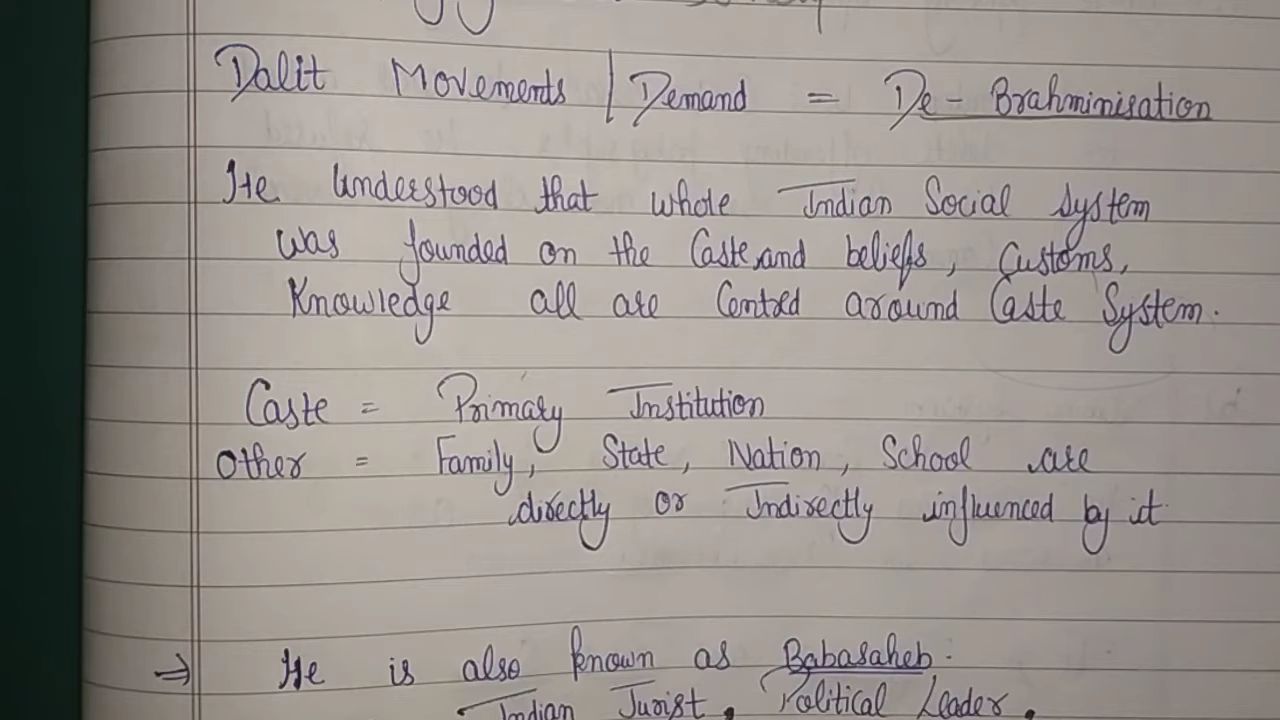 Dalit Movements | Demand = De-Brahminisation
He understood that whole Indian Social System
was founded on the Caste and beliefs, Customs,
Knowledge all are Centred around Caste System.
Caste = Primary Institution
Other = Family, State, Nation, School are
directly or Indirectly influenced by it
⇒ He is also known as Babasaheb.
Indian Jurist, Political Leader,